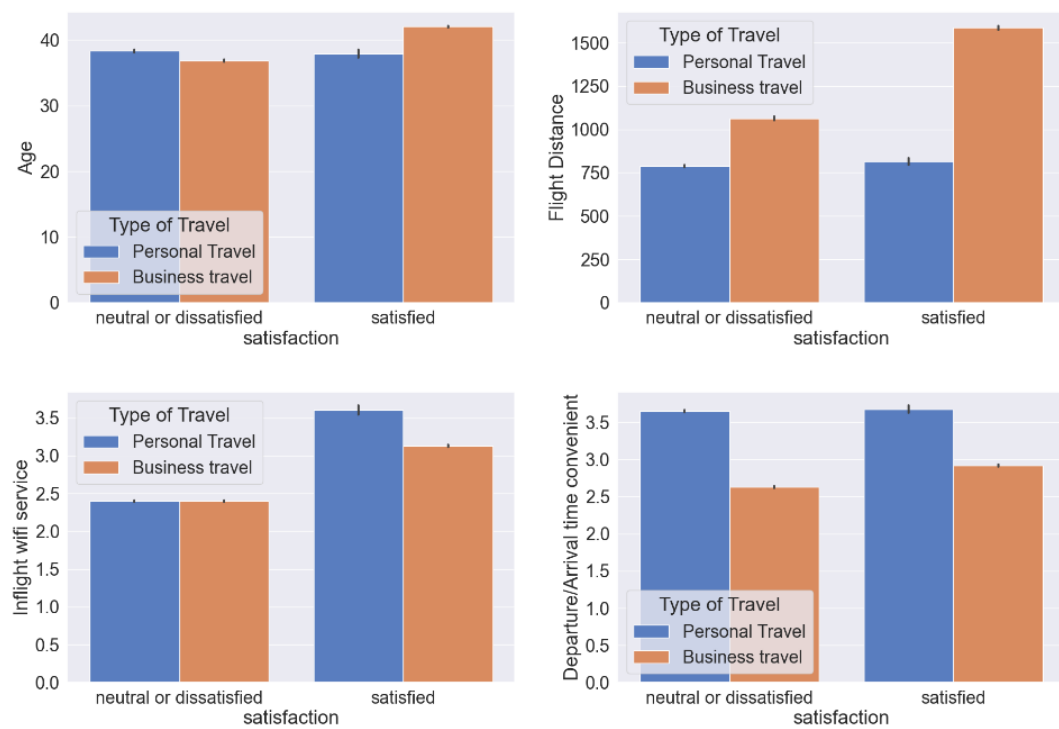 40
30
20
10
0
Age
Type of Travel
Personal Travel
Business travel
neutral or dissatisfied
satisfied
satisfaction
1500
1250
1000
750
500
250
0
Flight Distance
Type of Travel
Personal Travel
Business travel
neutral or dissatisfied
satisfied
satisfaction
3.5
3.0
2.5
2.0
1.5
1.0
0.5
0.0
Inflight wifi service
Type of Travel
Personal Travel
Business travel
neutral or dissatisfied
satisfied
satisfaction
3.5
3.0
2.5
2.0
1.5
1.0
0.5
0.0
Departure/Arrival time convenient
Type of Travel
Personal Travel
Business travel
neutral or dissatisfied
satisfied
satisfaction